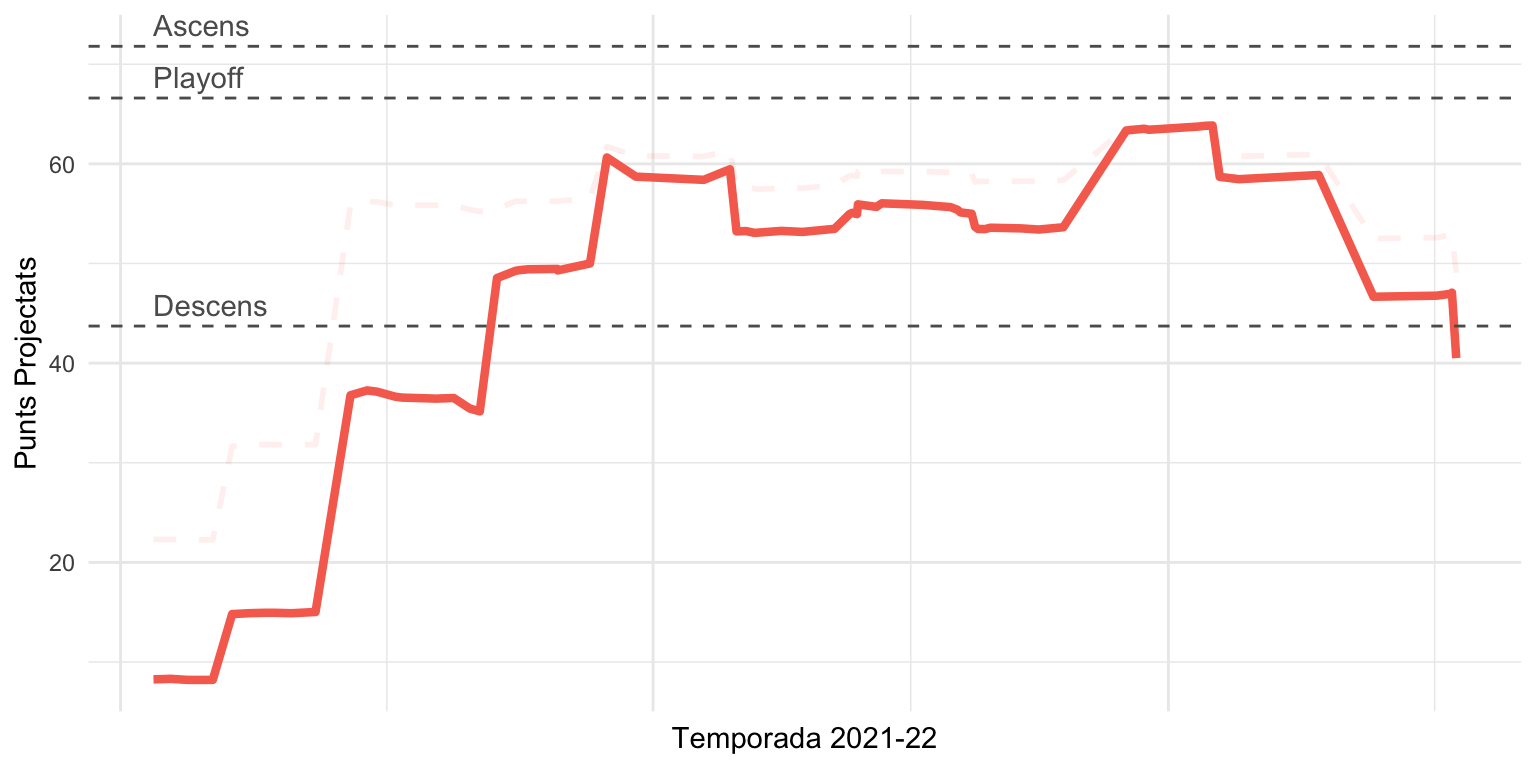 Ascens
Playoff
60
Descens
40
20
Punts Projectats
Temporada 2021-22